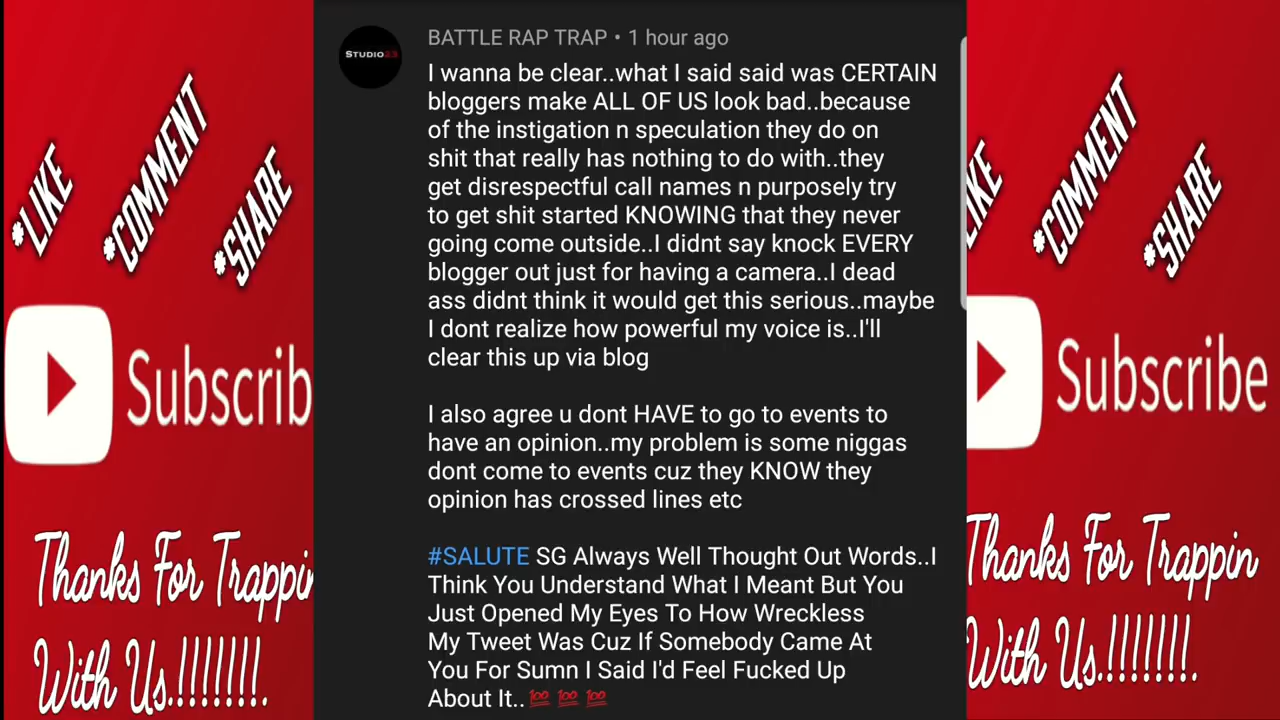 *LIKE
*COMMENT
*SHARE
Subscrib
Thanks For Trappin
With Us.!!!!!!!!.
STUDIO23
BATTLE RAP TRAP • 1 hour ago
I wanna be clear..what I said said was CERTAIN
bloggers make ALL OF US look bad..because
of the instigation n speculation they do on
shit that really has nothing to do with..they
get disrespectful call names n purposely try
to get shit started KNOWING that they never
going come outside..I didnt say knock EVERY
blogger out just for having a camera..I dead
ass didnt think it would get this serious..maybe
I dont realize how powerful my voice is..I'll
clear this up via blog
I also agree u dont HAVE to go to events to
have an opinion..my problem is some niggas
dont come to events cuz they KNOW they
opinion has crossed lines etc
#SALUTE SG Always Well Thought Out Words..I
Think You Understand What I Meant But You
Just Opened My Eyes To How Wreckless
My Tweet Was Cuz If Somebody Came At
You For Sumn I Said I'd Feel Fucked Up
About It.. 💯 💯 💯
LIKE
*COMMENT
*SHARE
Subscribe
Thanks For Trappin
With Us.!!!!!!!!.